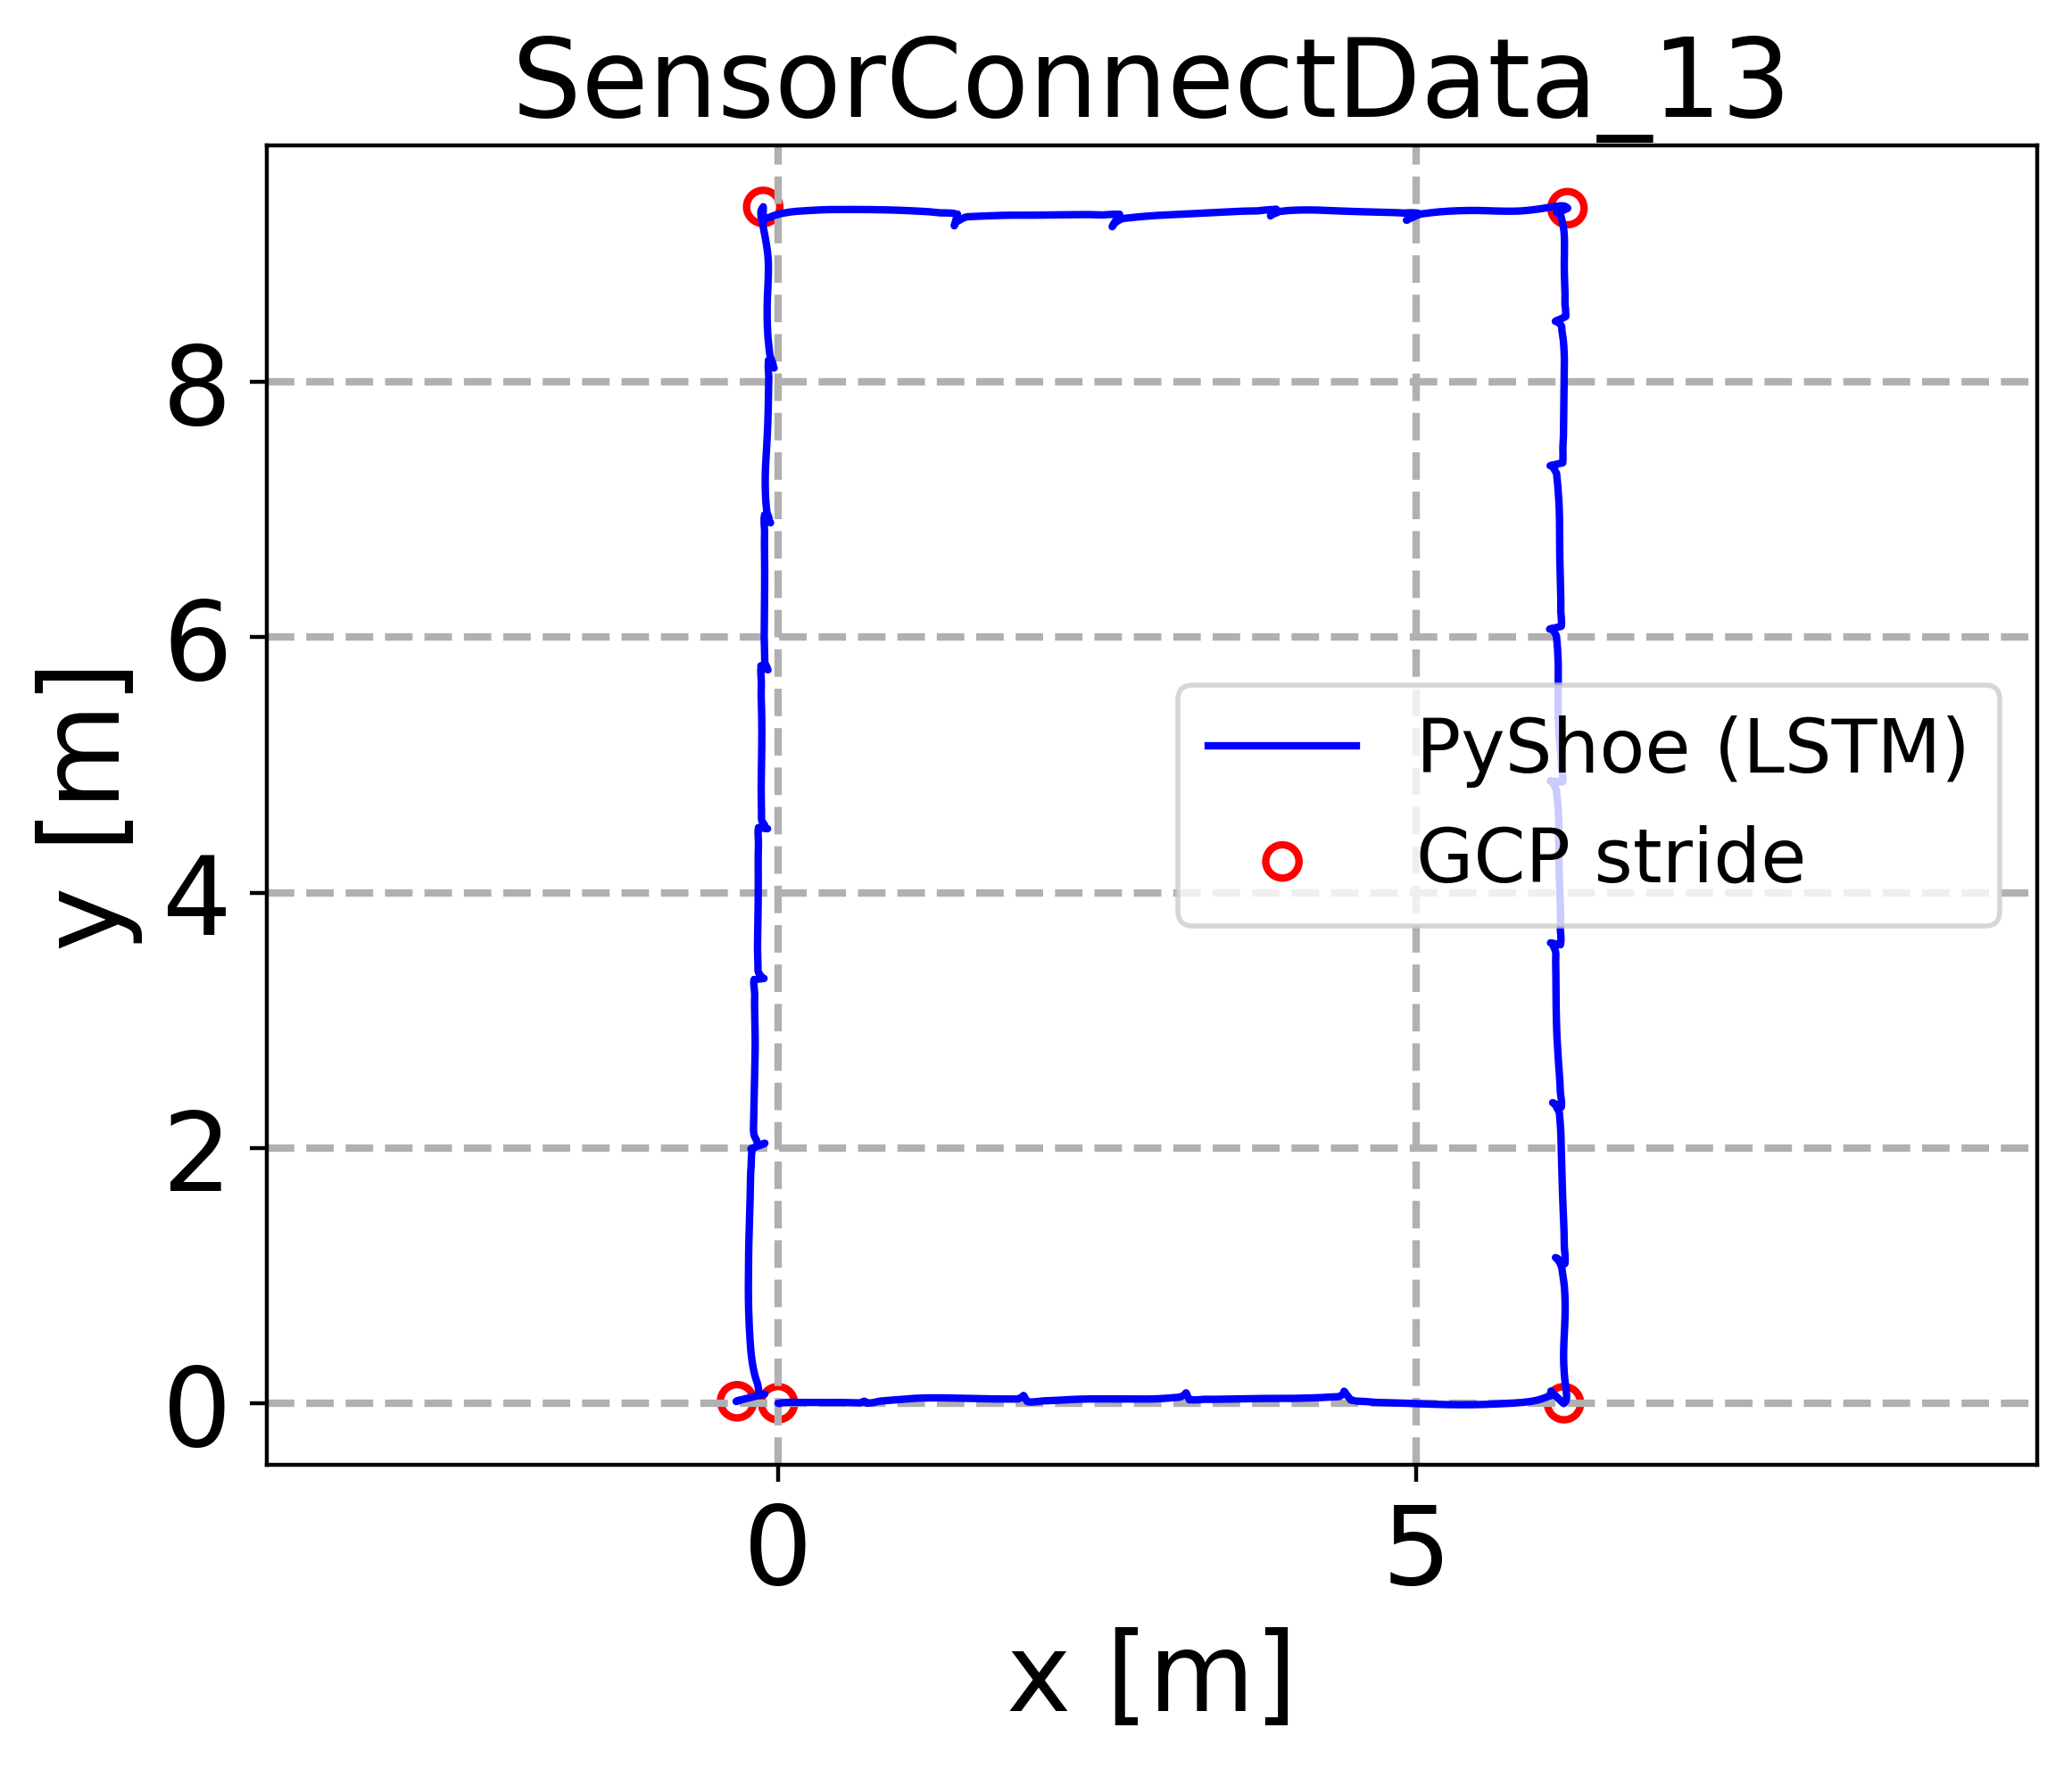 SensorConnectData_13
y [m]
8
6
4
2
0
PyShoe (LSTM)
GCP stride
0 5
x [m]